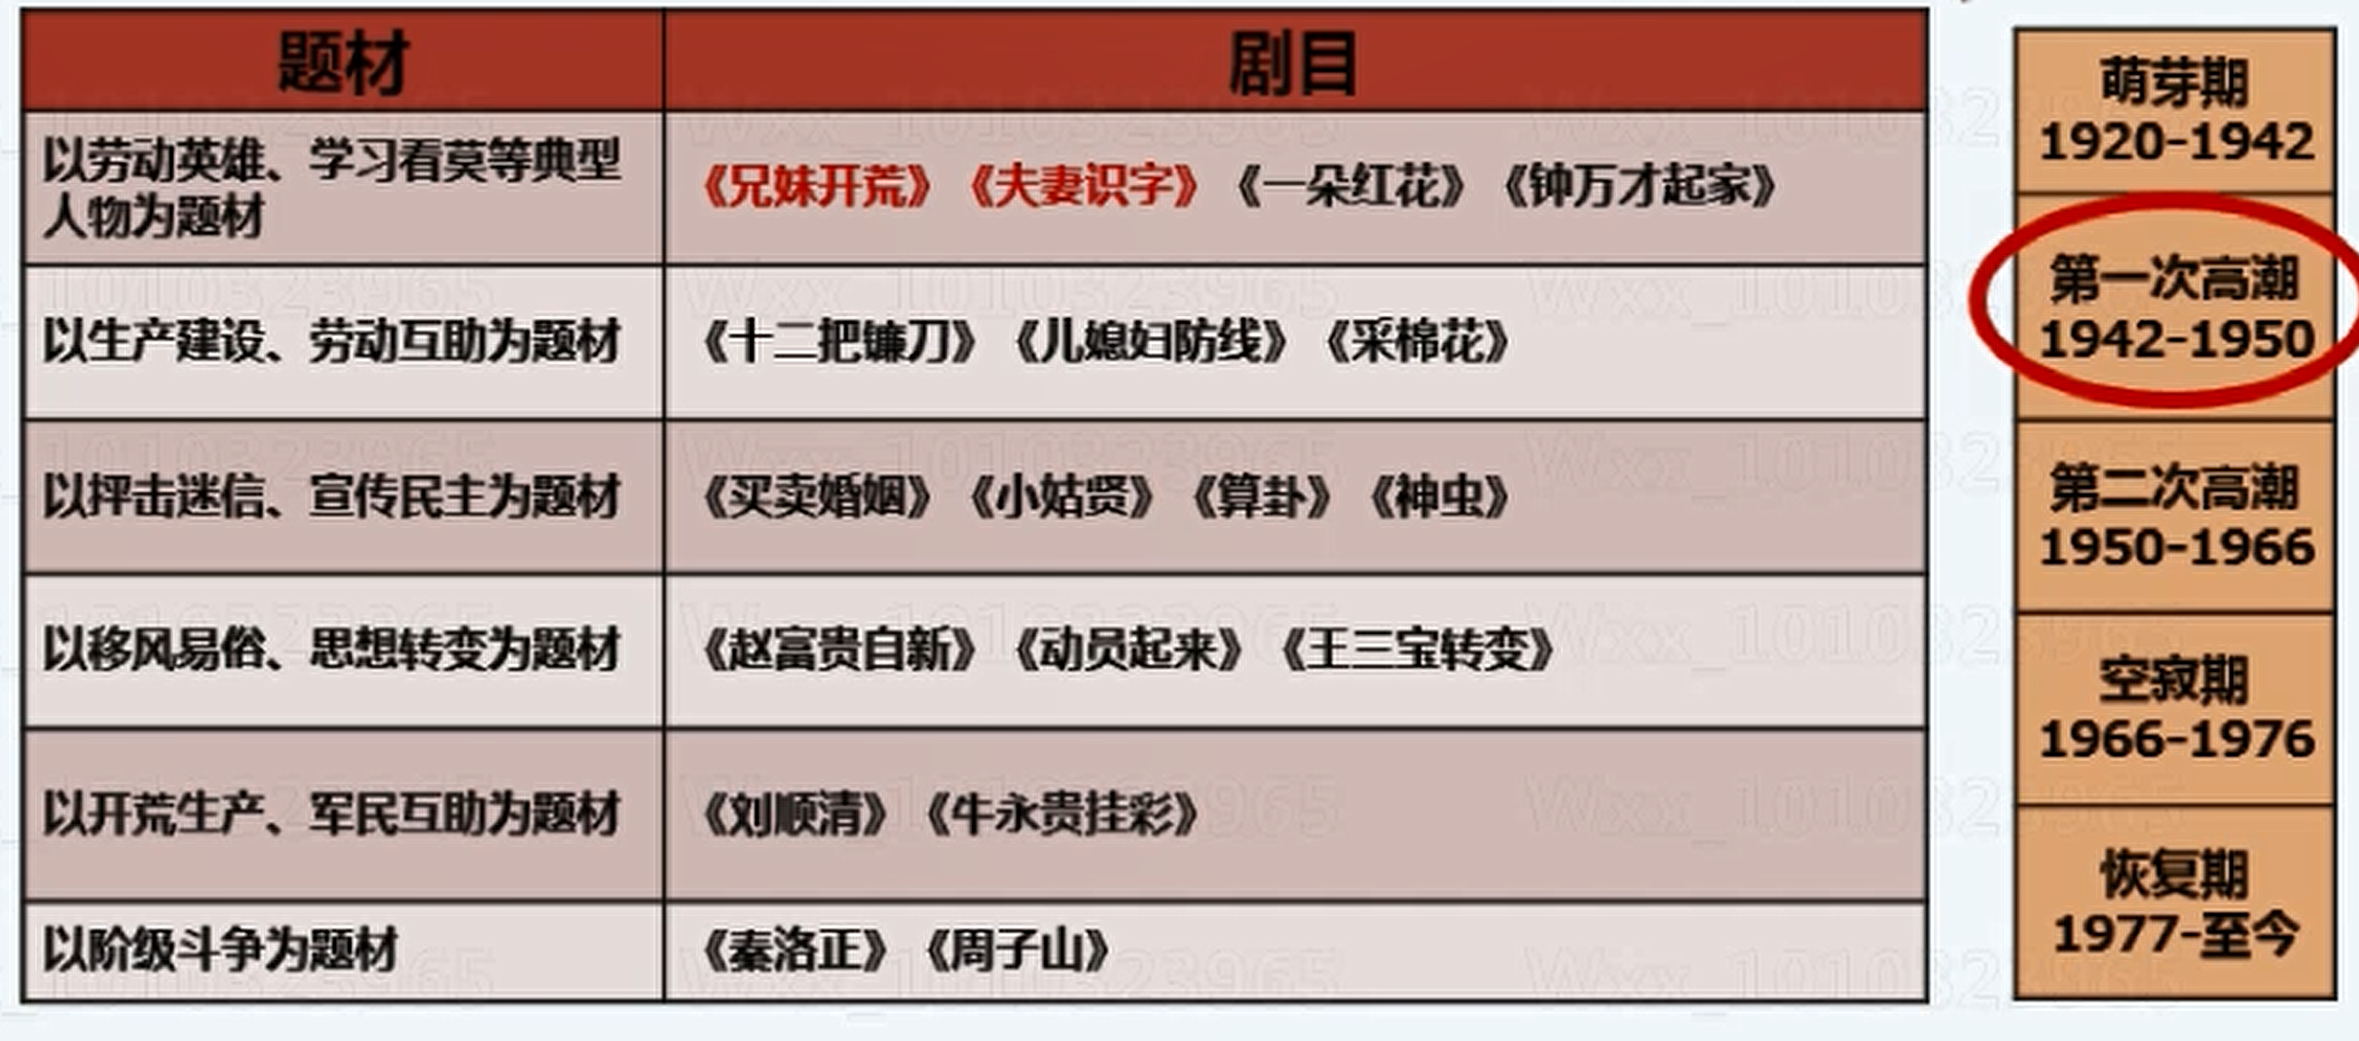 题材
剧目
以劳动英雄、学习看莫等典型
人物为题材
《兄妹开荒》《夫妻识字》《一朵红花》《钟万才起家》
以生产建设、劳动互助为题材
《十二把镰刀》《儿媳妇防线》《采棉花》
以抨击迷信、宣传民主为题材
《买卖婚姻》《小姑贤》《算卦》《神虫》
以移风易俗、思想转变为题材
《赵富贵自新》《动员起来》《王三宝转变》
以开荒生产、军民互助为题材
《刘顺清》《牛永贵挂彩》
以阶级斗争为题材
《秦洛正》《周子山》
萌芽期
1920-1942
第一次高潮
1942-1950
第二次高潮
1950-1966
空寂期
1966-1976
恢复期
1977-至今
Wxx_1010323965